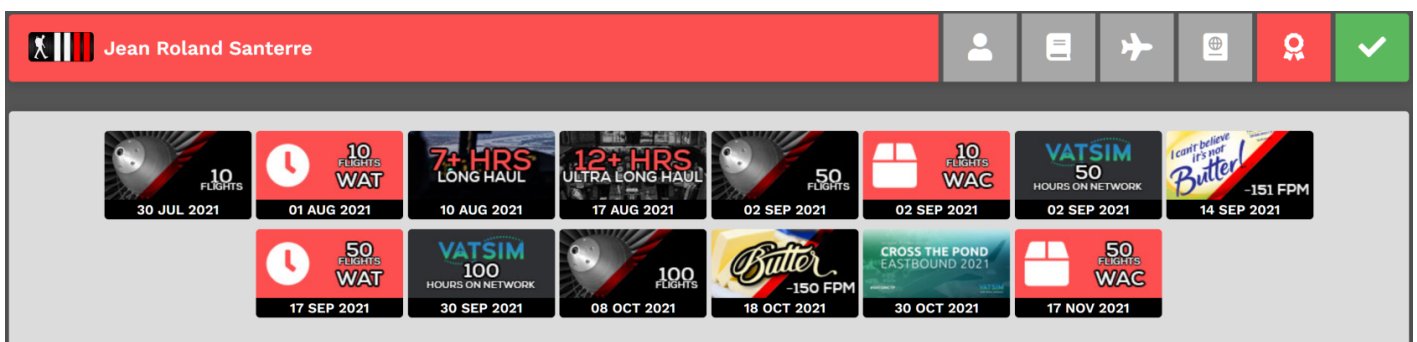 Jean Roland Santerre
10
FLIGHTS
30 JUL 2021
10
FLIGHTS
WAT
01 AUG 2021
7+ HRS
LONG HAUL
10 AUG 2021
12+ HRS
ULTRA LONG HAUL
17 AUG 2021
50
FLIGHTS
02 SEP 2021
10
FLIGHTS
WAC
02 SEP 2021
VATSIM
50
HOURS ON NETWORK
02 SEP 2021
I can't believe
it's not
Butter!
-151 FPM
14 SEP 2021
50
FLIGHTS
WAT
17 SEP 2021
VATSIM
100
HOURS ON NETWORK
30 SEP 2021
100
FLIGHTS
08 OCT 2021
Butter
-150 FPM
18 OCT 2021
CROSS THE POND
EASTBOUND 2021
VATSIM
30 OCT 2021
50
FLIGHTS
WAC
17 NOV 2021